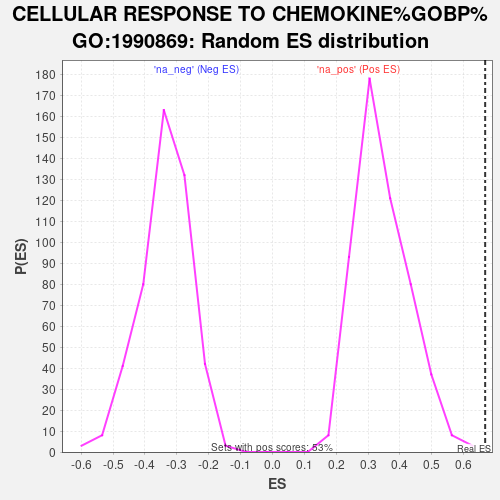 CELLULAR RESPONSE TO CHEMOKINE%GOBP%
GO:1990869: Random ES distribution
'na_neg' (Neg ES)
'na_pos' (Pos ES)
180
170
160
150
140
130
120
110
100
90
80
70
60
50
40
30
20
10
0
P(ES)
Sets with pos scores: 53%
Real ES
-0.6 -0.5 -0.4 -0.3 -0.2 -0.1 0.0 0.1 0.2 0.3 0.4 0.5 0.6
ES